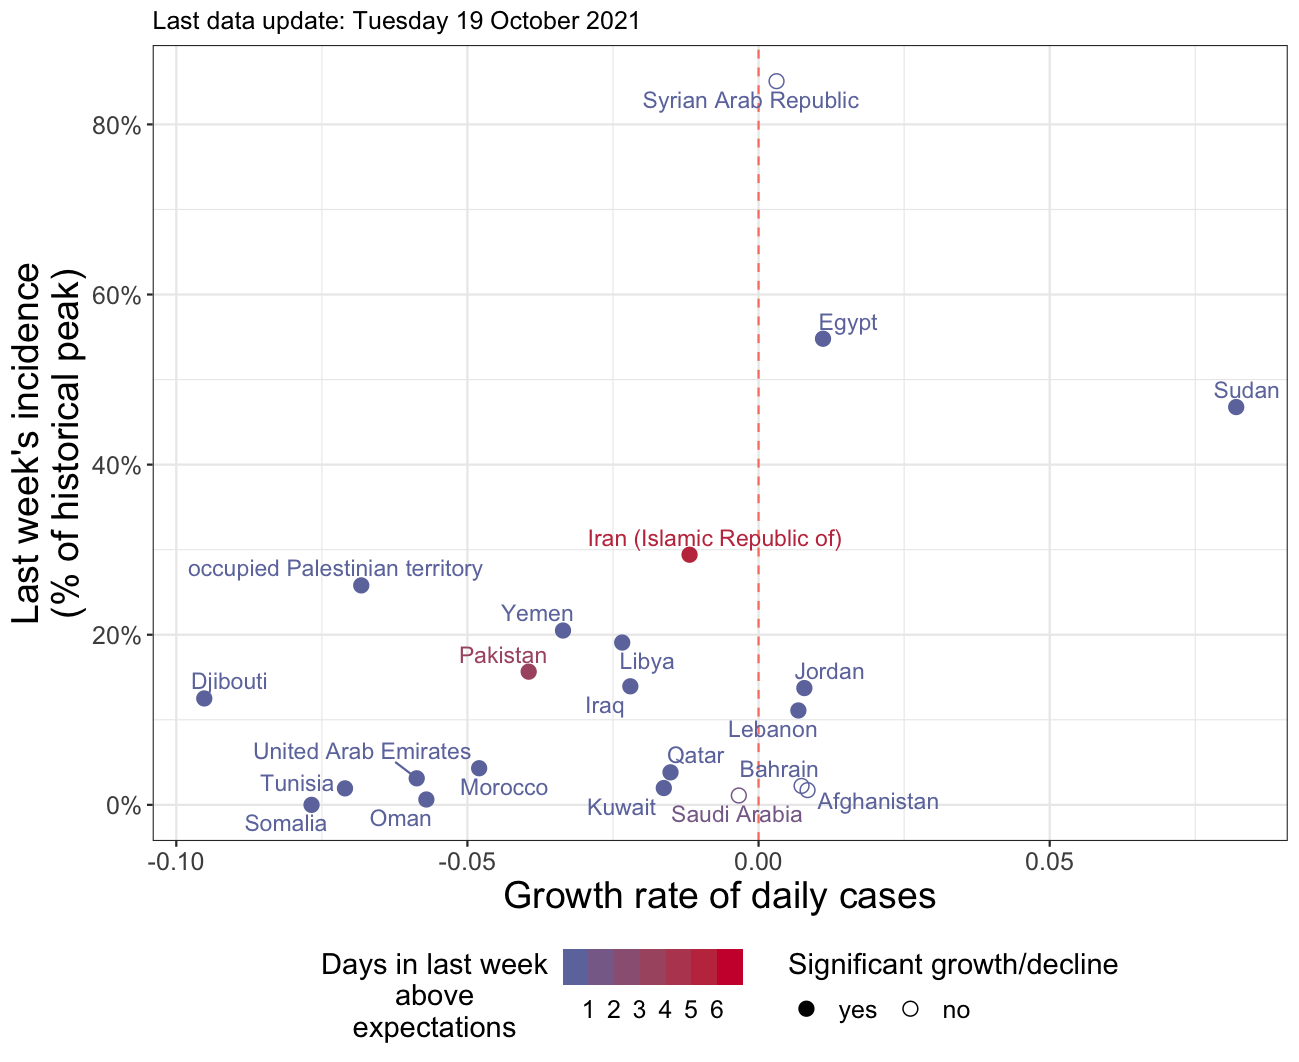 Last data update: Tuesday 19 October 2021
Last week's incidence
(% of historical peak)
80%
60%
40%
20%
0%
Syrian Arab Republic
Egypt
Sudan
Iran (Islamic Republic of)
occupied Palestinian territory
Yemen
Libya
Pakistan
Jordan
Djibouti
Iraq
Lebanon
United Arab Emirates
Qatar
Bahrain
Tunisia
Morocco
Afghanistan
Kuwait
Saudi Arabia
Somalia
Oman
-0.10
-0.05
0.00
0.05
Growth rate of daily cases
Days in last week
above
expectations
1 2 3 4 5 6
Significant growth/decline
yes
no